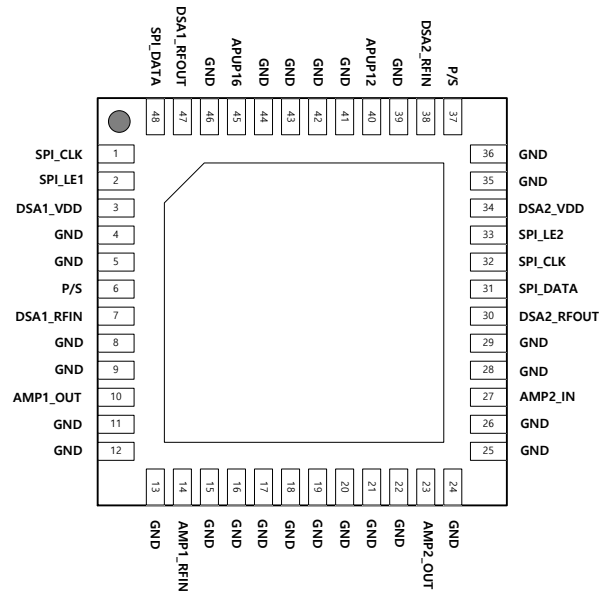 SPI_DATA
DSA1_RFOUT
GND
APUP16
GND
GND
GND
GND
APUP12
GND
DSA2_RFIN
P/S
48 47 46 45 44 43 42 41 40 39 38 37
SPI_CLK 1 36 GND
SPI_LE1 2 35 GND
DSA1_VDD 3 34 DSA2_VDD
GND 4 33 SPI_LE2
GND 5 32 SPI_CLK
P/S 6 31 SPI_DATA
DSA1_RFIN 7 30 DSA2_RFOUT
GND 8 29 GND
GND 9 28 GND
AMP1_OUT 10 27 AMP2_IN
GND 11 26 GND
GND 12 25 GND
13 14 15 16 17 18 19 20 21 22 23 24
GND
AMP1_RFIN
GND
GND
GND
GND
GND
GND
GND
GND
AMP2_OUT
GND